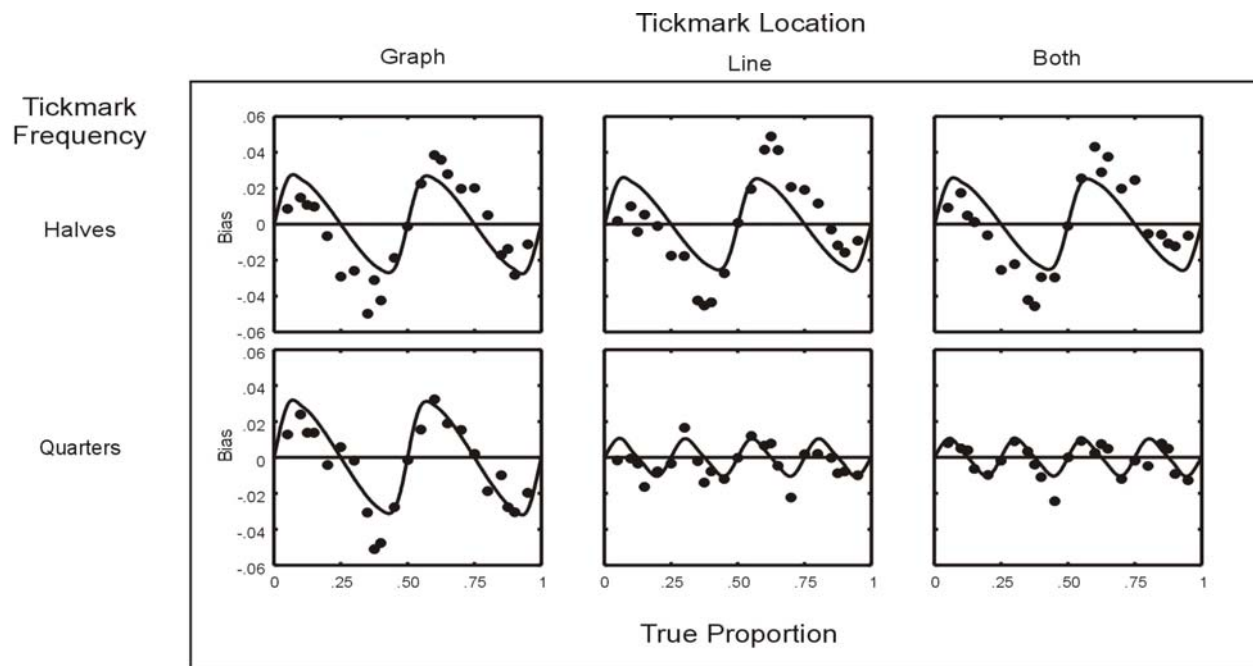 Tickmark Location
Graph Line Both
Tickmark
Frequency
Halves
Quarters
Bias
.06
.04
.02
0
-.02
-.04
-.06
Bias
.06
.04
.02
0
-.02
-.04
-.06
0 .25 .50 .75 1
0 .25 .50 .75 1
0 .25 .50 .75 1
True Proportion